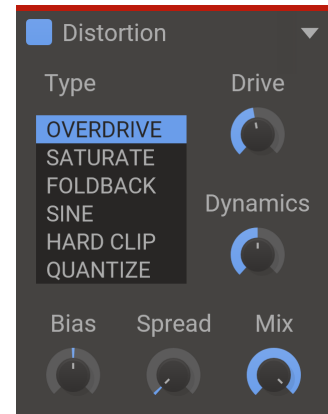 Distortion
Type
Drive
OVERDRIVE
SATURATE
FOLDBACK
SINE
HARD CLIP
QUANTIZE
Dynamics
Bias
Spread
Mix